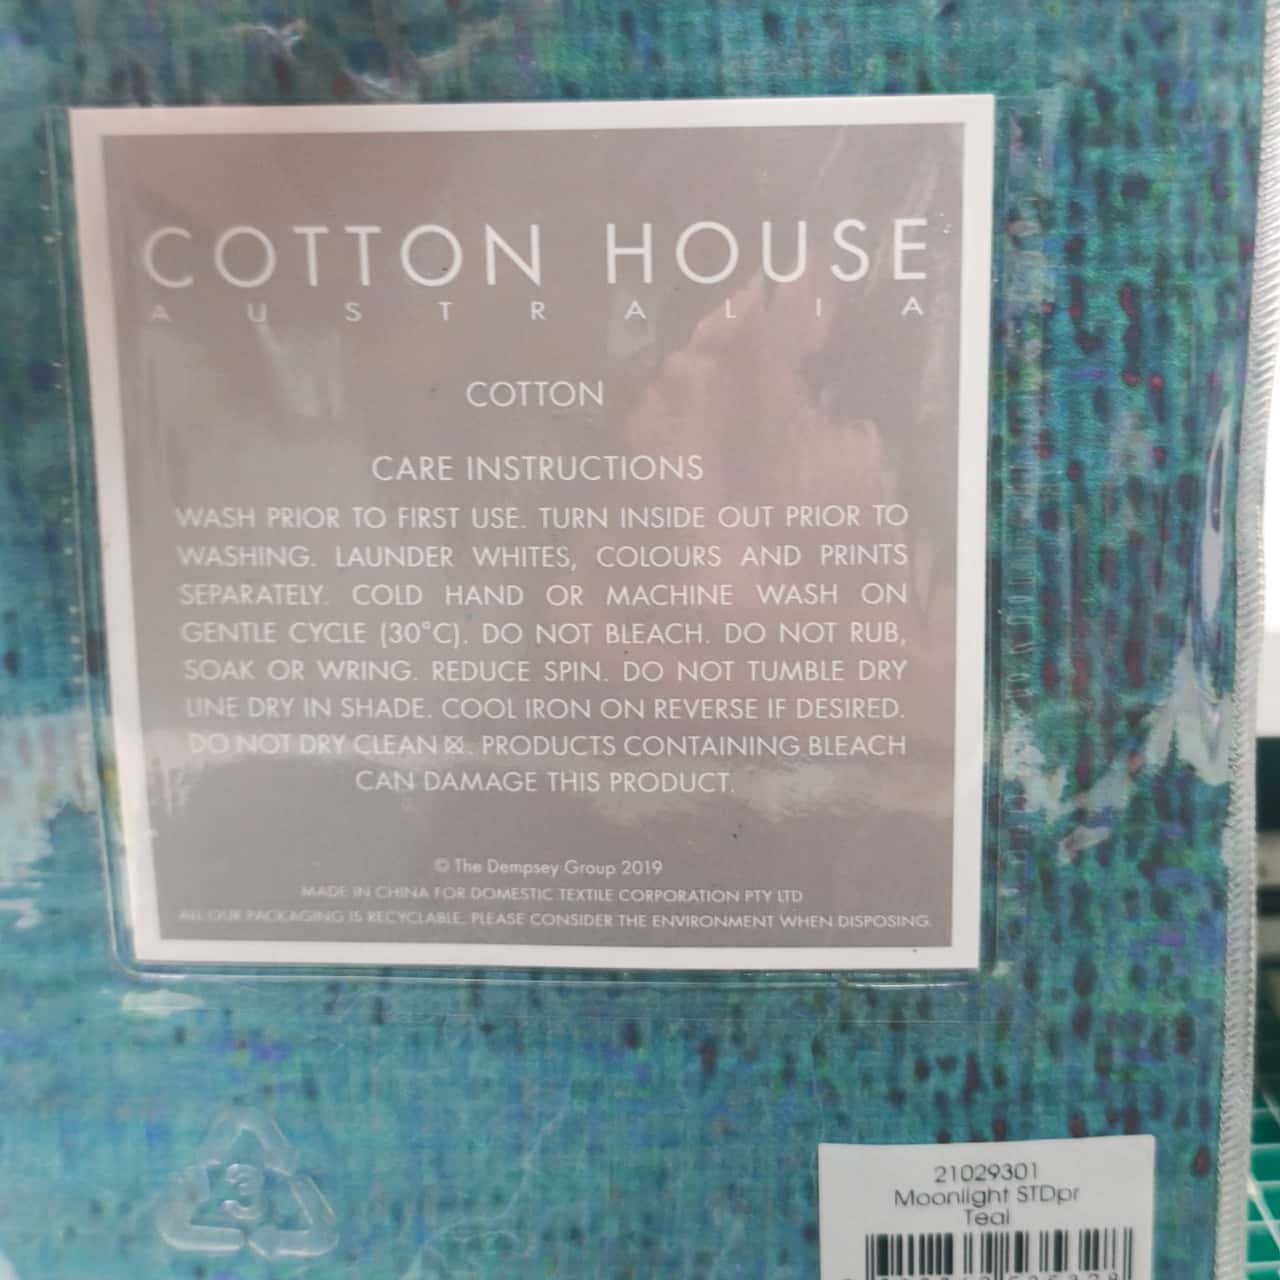 COTTON HOUSE
AUSTRALIA
COTTON
CARE INSTRUCTIONS
WASH PRIOR TO FIRST USE. TURN INSIDE OUT PRIOR TO
WASHING. LAUNDER WHITES, COLOURS AND PRINTS
SEPARATELY. COLD HAND OR MACHINE WASH ON
GENTLE CYCLE (30°C). DO NOT BLEACH. DO NOT RUB,
SOAK OR WRING. REDUCE SPIN. DO NOT TUMBLE DRY
LINE DRY IN SHADE. COOL IRON ON REVERSE IF DESIRED.
DO NOT DRY CLEAN ⊠. PRODUCTS CONTAINING BLEACH
CAN DAMAGE THIS PRODUCT.
© The Dempsey Group 2019
MADE IN CHINA FOR DOMESTIC TEXTILE CORPORATION PTY LTD
ALL OUR PACKAGING IS RECYCLABLE. PLEASE CONSIDER THE ENVIRONMENT WHEN DISPOSING.
3
21029301
Moonlight STDpr
Teal